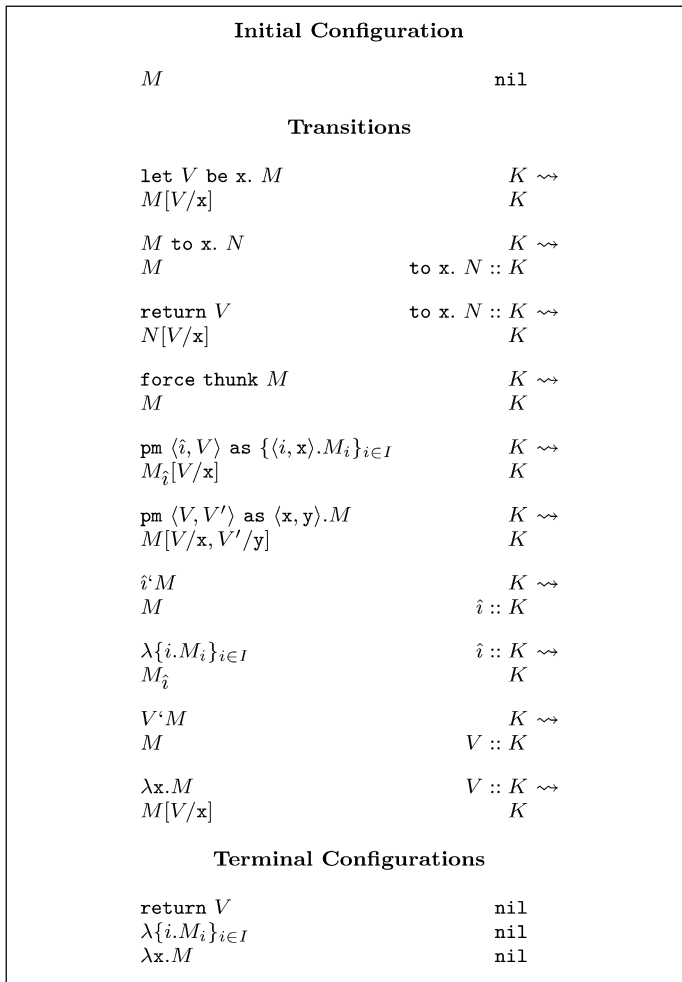 Initial Configuration
M nil
Transitions
let V be x. M K ⇝
M[V/x] K
M to x. N K ⇝
M to x. N :: K
return V to x. N :: K ⇝
N[V/x] K
force thunk M K ⇝
M K
pm ⟨î, V⟩ as {⟨i, x⟩.M_i}_{i∈I} K ⇝
M_î[V/x] K
pm ⟨V, V′⟩ as ⟨x, y⟩.M K ⇝
M[V/x, V′/y] K
î‘M K ⇝
M î :: K
λ{i.M_i}_{i∈I} î :: K ⇝
M_î K
V‘M K ⇝
M V :: K
λx.M V :: K ⇝
M[V/x] K
Terminal Configurations
return V nil
λ{i.M_i}_{i∈I} nil
λx.M nil